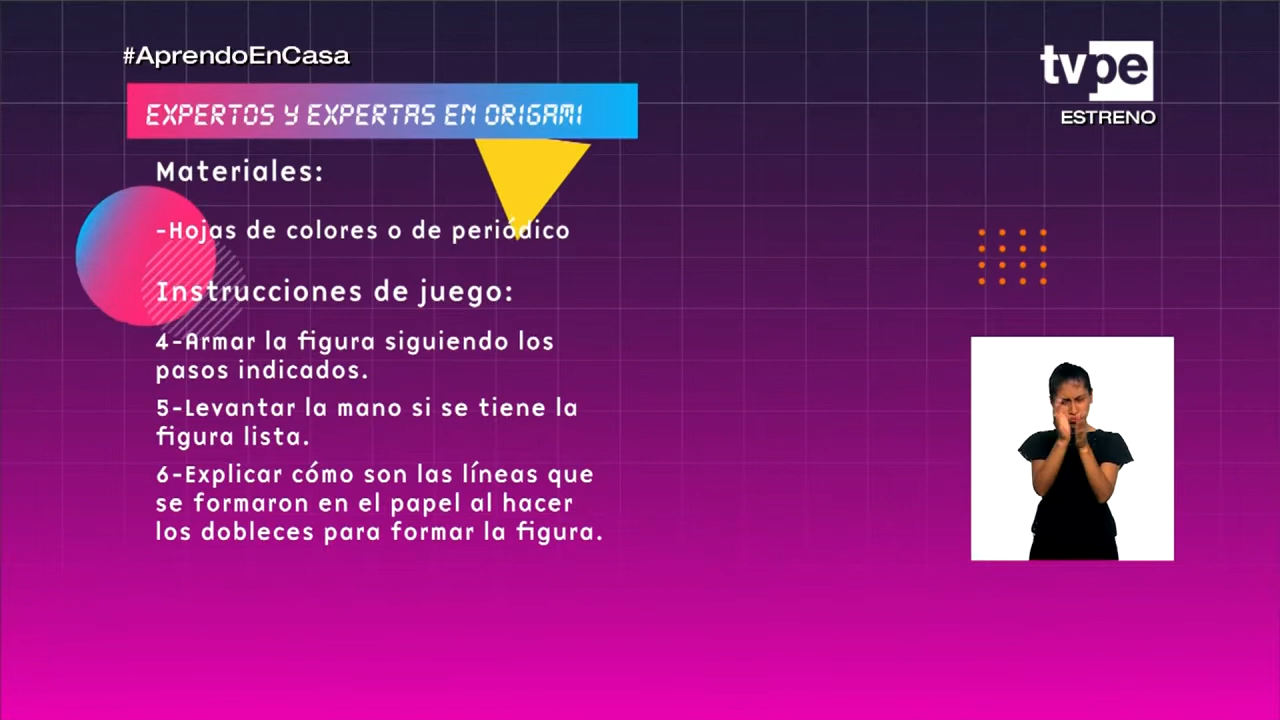 #AprendoEnCasa
tvpe
ESTRENO
EXPERTOS Y EXPERTAS EN ORIGAMI
Materiales:
-Hojas de colores o de periódico
Instrucciones de juego:
4-Armar la figura siguiendo los
pasos indicados.
5-Levantar la mano si se tiene la
figura lista.
6-Explicar cómo son las líneas que
se formaron en el papel al hacer
los dobleces para formar la figura.